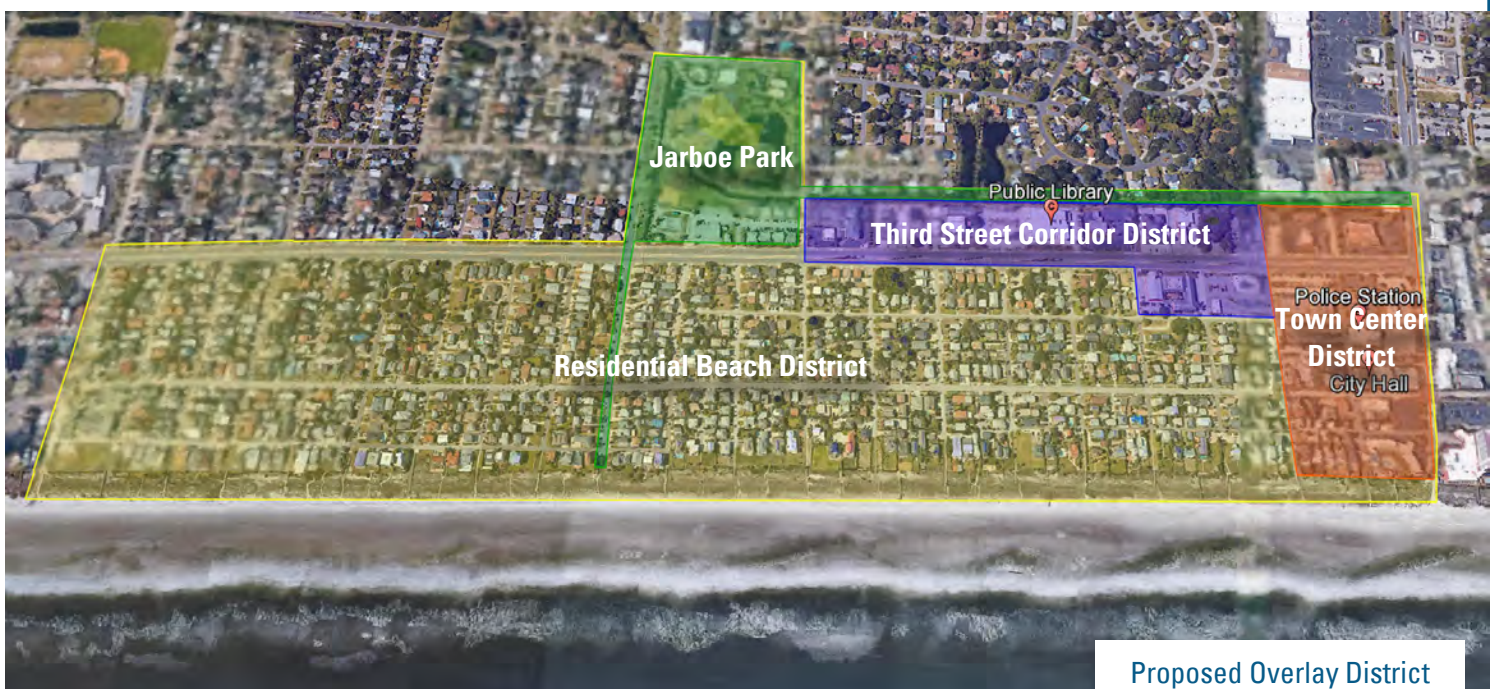 Jarboe Park
Public Library
Third Street Corridor District
Police Station
Town Center
District
Residential Beach District
City Hall
Proposed Overlay District